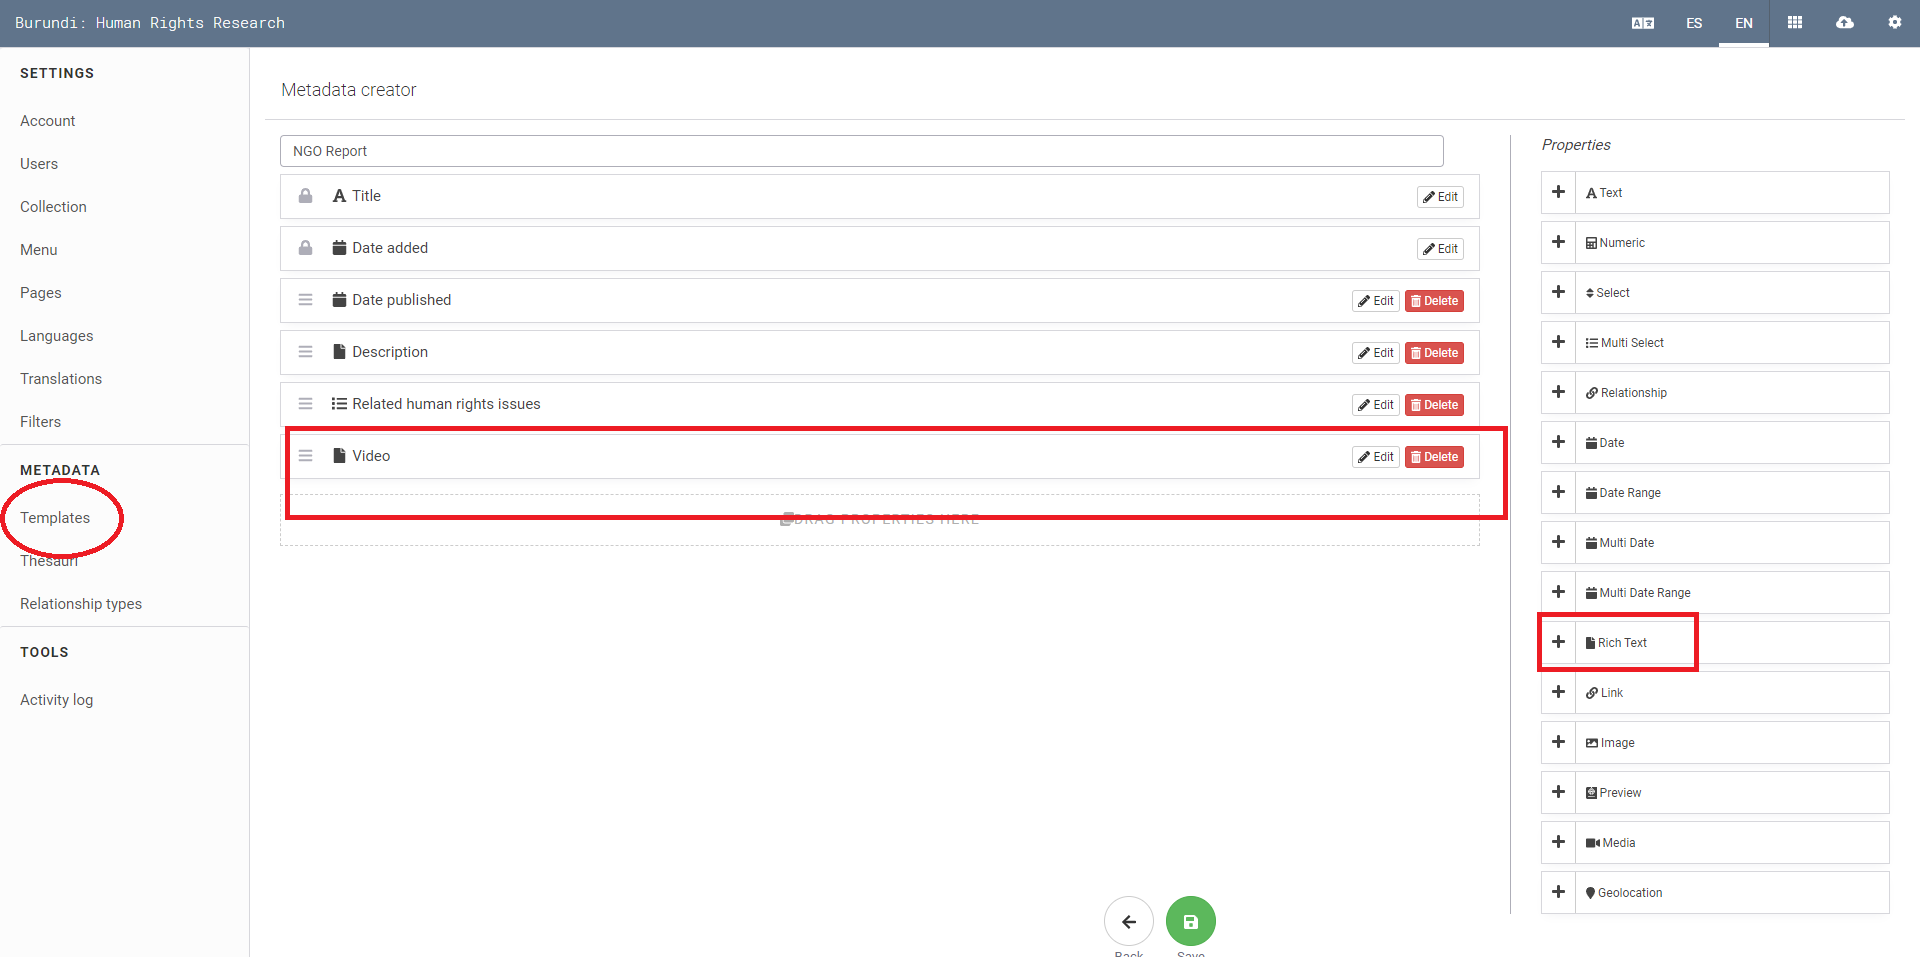 Burundi: Human Rights Research
ES
EN
SETTINGS
Account
Users
Collection
Menu
Pages
Languages
Translations
Filters
METADATA
Templates
Thesauri
Relationship types
TOOLS
Activity log
Metadata creator
NGO Report
Title
Edit
Date added
Edit
Date published
Edit
Delete
Description
Edit
Delete
Related human rights issues
Edit
Delete
Video
Edit
Delete
DRAG PROPERTIES HERE
Back
Save
Properties
Text
Numeric
Select
Multi Select
Relationship
Date
Date Range
Multi Date
Multi Date Range
Rich Text
Link
Image
Preview
Media
Geolocation